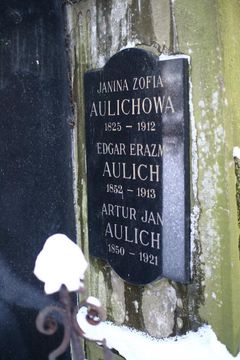 JANINA ZOFIA
AULICHOWA
1825 – 1912
EDGAR ERAZM
AULICH
1852 – 1913
ARTUR JAN
AULICH
1850 – 1921